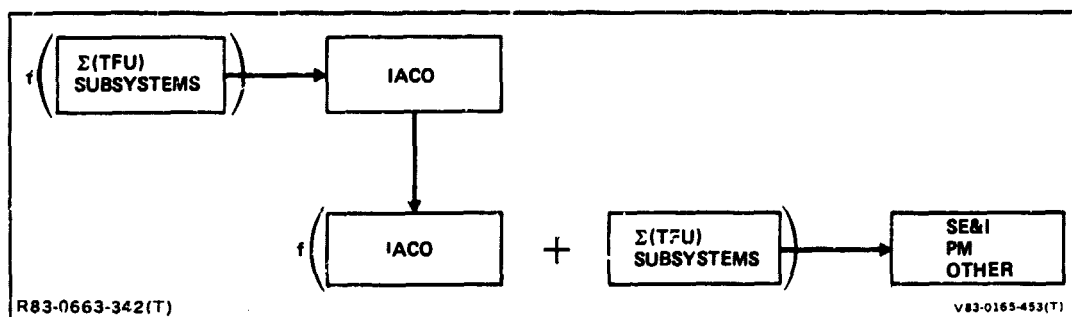 f ( Σ(TFU) SUBSYSTEMS ) IACO
f ( IACO + Σ(TFU) SUBSYSTEMS ) SE&I
PM
OTHER
R83-0663-342(T) V83-0165-453(T)